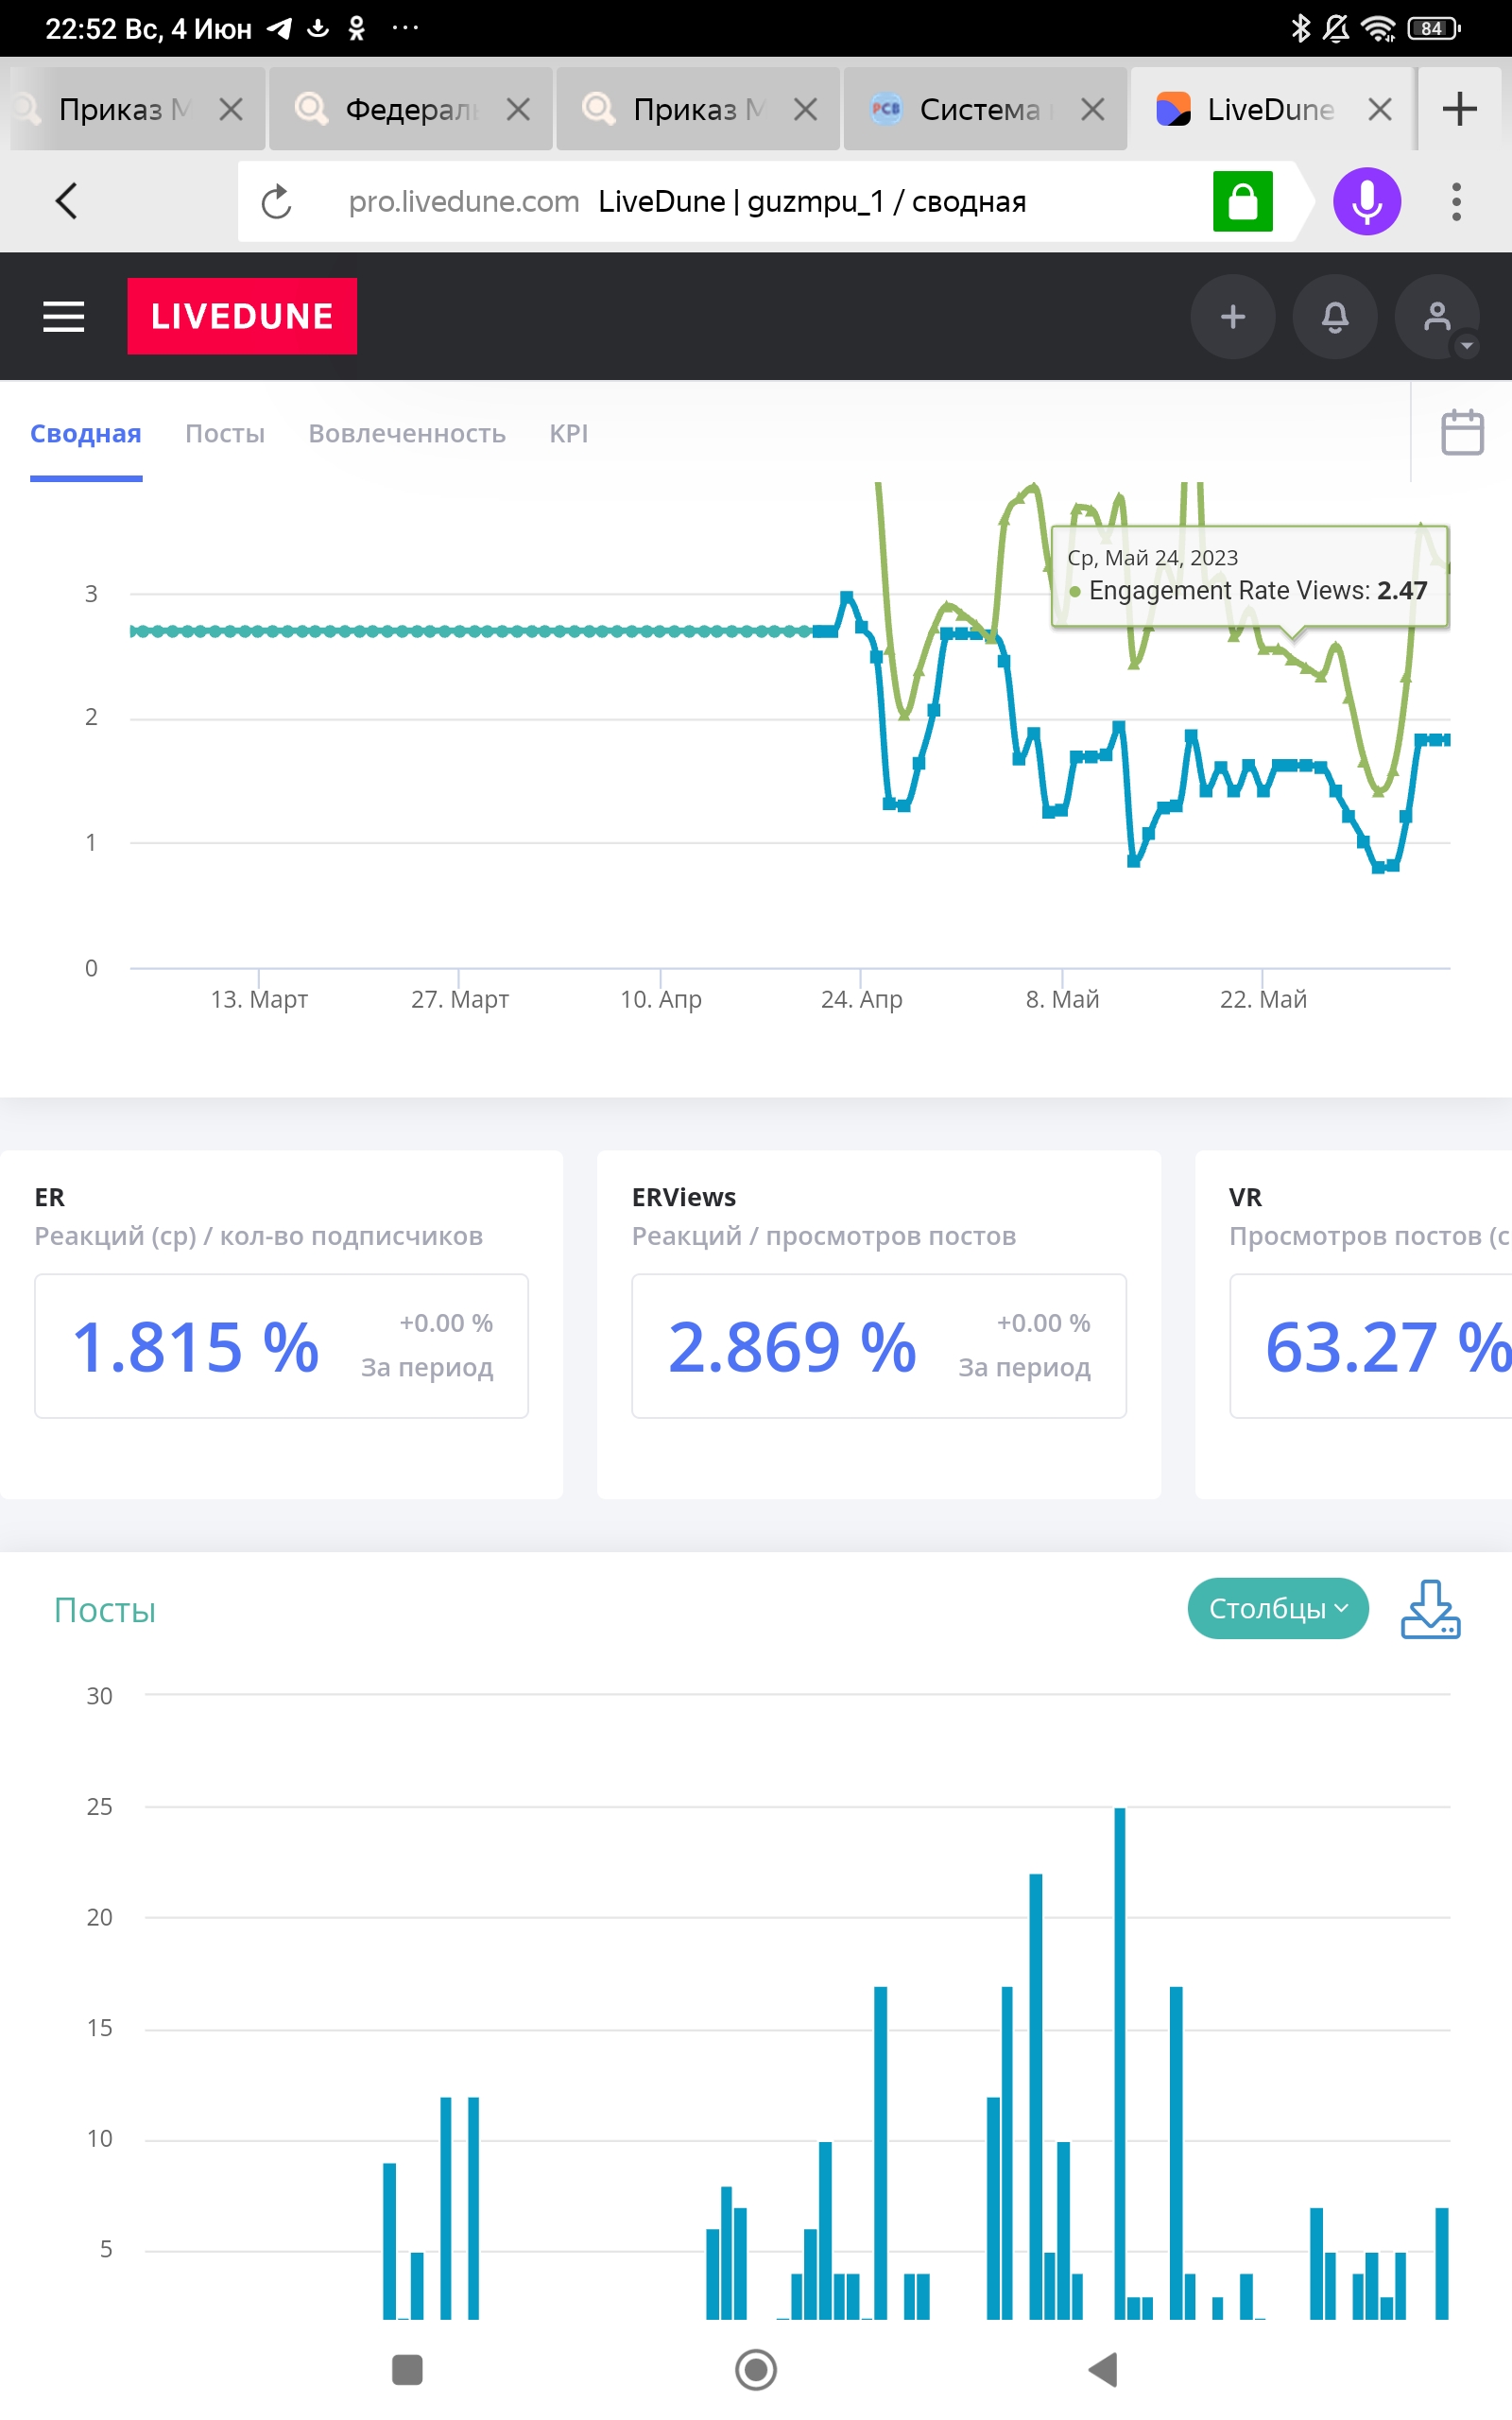 22:52 Вс, 4 Июн ··· 84
Приказ М Федерал Приказ М РСВ Система LiveDune
pro.livedune.com LiveDune | guzmpu_1 / сводная
LIVEDUNE
Сводная Посты Вовлеченность KPI
Ср, Май 24, 2023
Engagement Rate Views: 2.47
3
2
1
0
13. Март 27. Март 10. Апр 24. Апр 8. Май 22. Май
ER ERViews VR
Реакций (ср) / кол-во подписчиков Реакций / просмотров постов Просмотров постов (с
1.815 % +0.00 % За период 2.869 % +0.00 % За период 63.27 %
Посты Столбцы
30
25
20
15
10
5